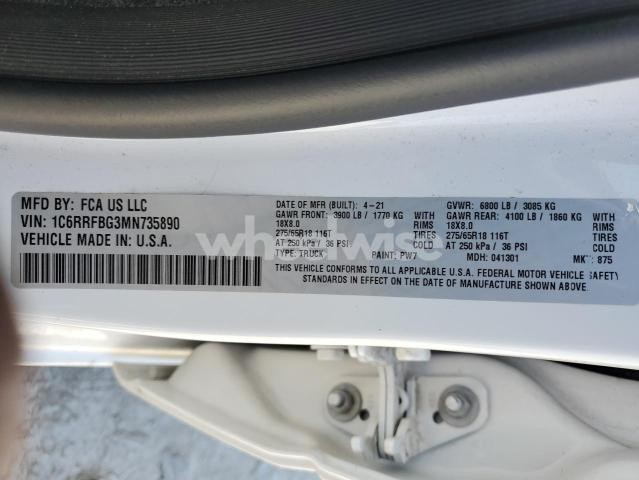 MFD BY: FCA US LLC
VIN: 1C6RRFBG3MN735890
VEHICLE MADE IN U.S.A.
DATE OF MFR (BUILT): 4-21 GVWR: 6800 LB / 3085 KG
GAWR FRONT: 3900 LB / 1770 KG WITH GAWR REAR: 4100 LB / 1860 KG WITH
18X8.0 RIMS 18X8.0 RIMS
275/65R18 116T TIRES 275/65R18 116T TIRES
AT 250 kPa / 36 PSI COLD AT 250 kPa / 36 PSI COLD
TYPE: TRUCK PAINT: PW7 MDH: 041301 875
THIS VEHICLE CONFORMS TO ALL APPLICABLE U.S.A. FEDERAL MOTOR VEHICLE SAFETY
STANDARDS IN EFFECT ON THE DATE OF MANUFACTURE SHOWN ABOVE.
whatwise